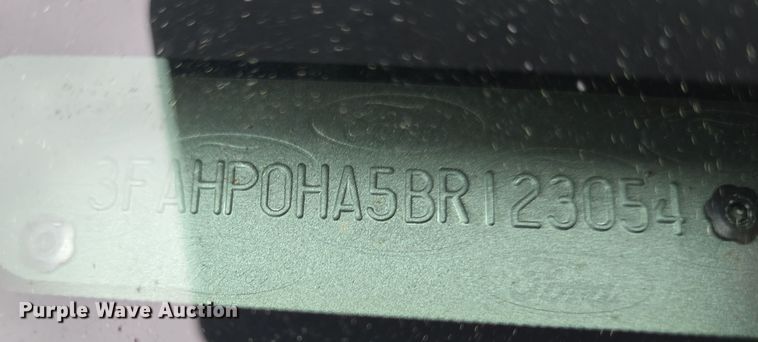 3FAHP0HA5BR123054
Purple Wave Auction